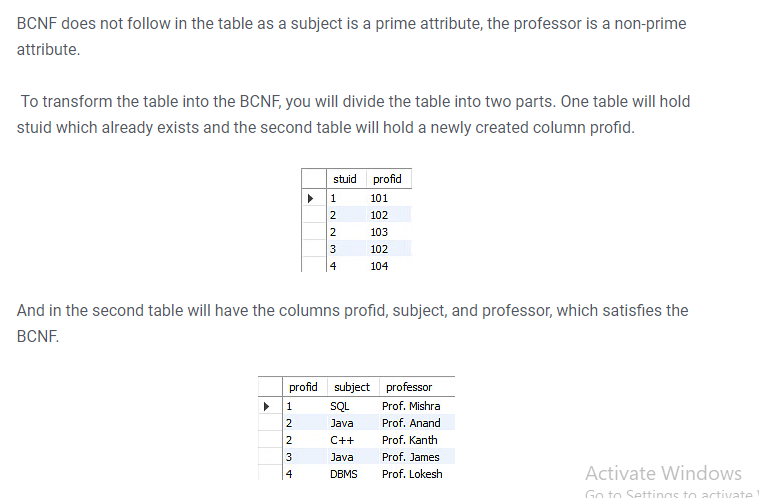 BCNF does not follow in the table as a subject is a prime attribute, the professor is a non-prime
attribute.
To transform the table into the BCNF, you will divide the table into two parts. One table will hold
stuid which already exists and the second table will hold a newly created column profid.
stuid profid
1 101
2 102
2 103
3 102
4 104
And in the second table will have the columns profid, subject, and professor, which satisfies the
BCNF.
profid subject professor
1 SQL Prof. Mishra
2 Java Prof. Anand
2 C++ Prof. Kanth
3 Java Prof. James
4 DBMS Prof. Lokesh
Activate Windows
Go to Settings to activate